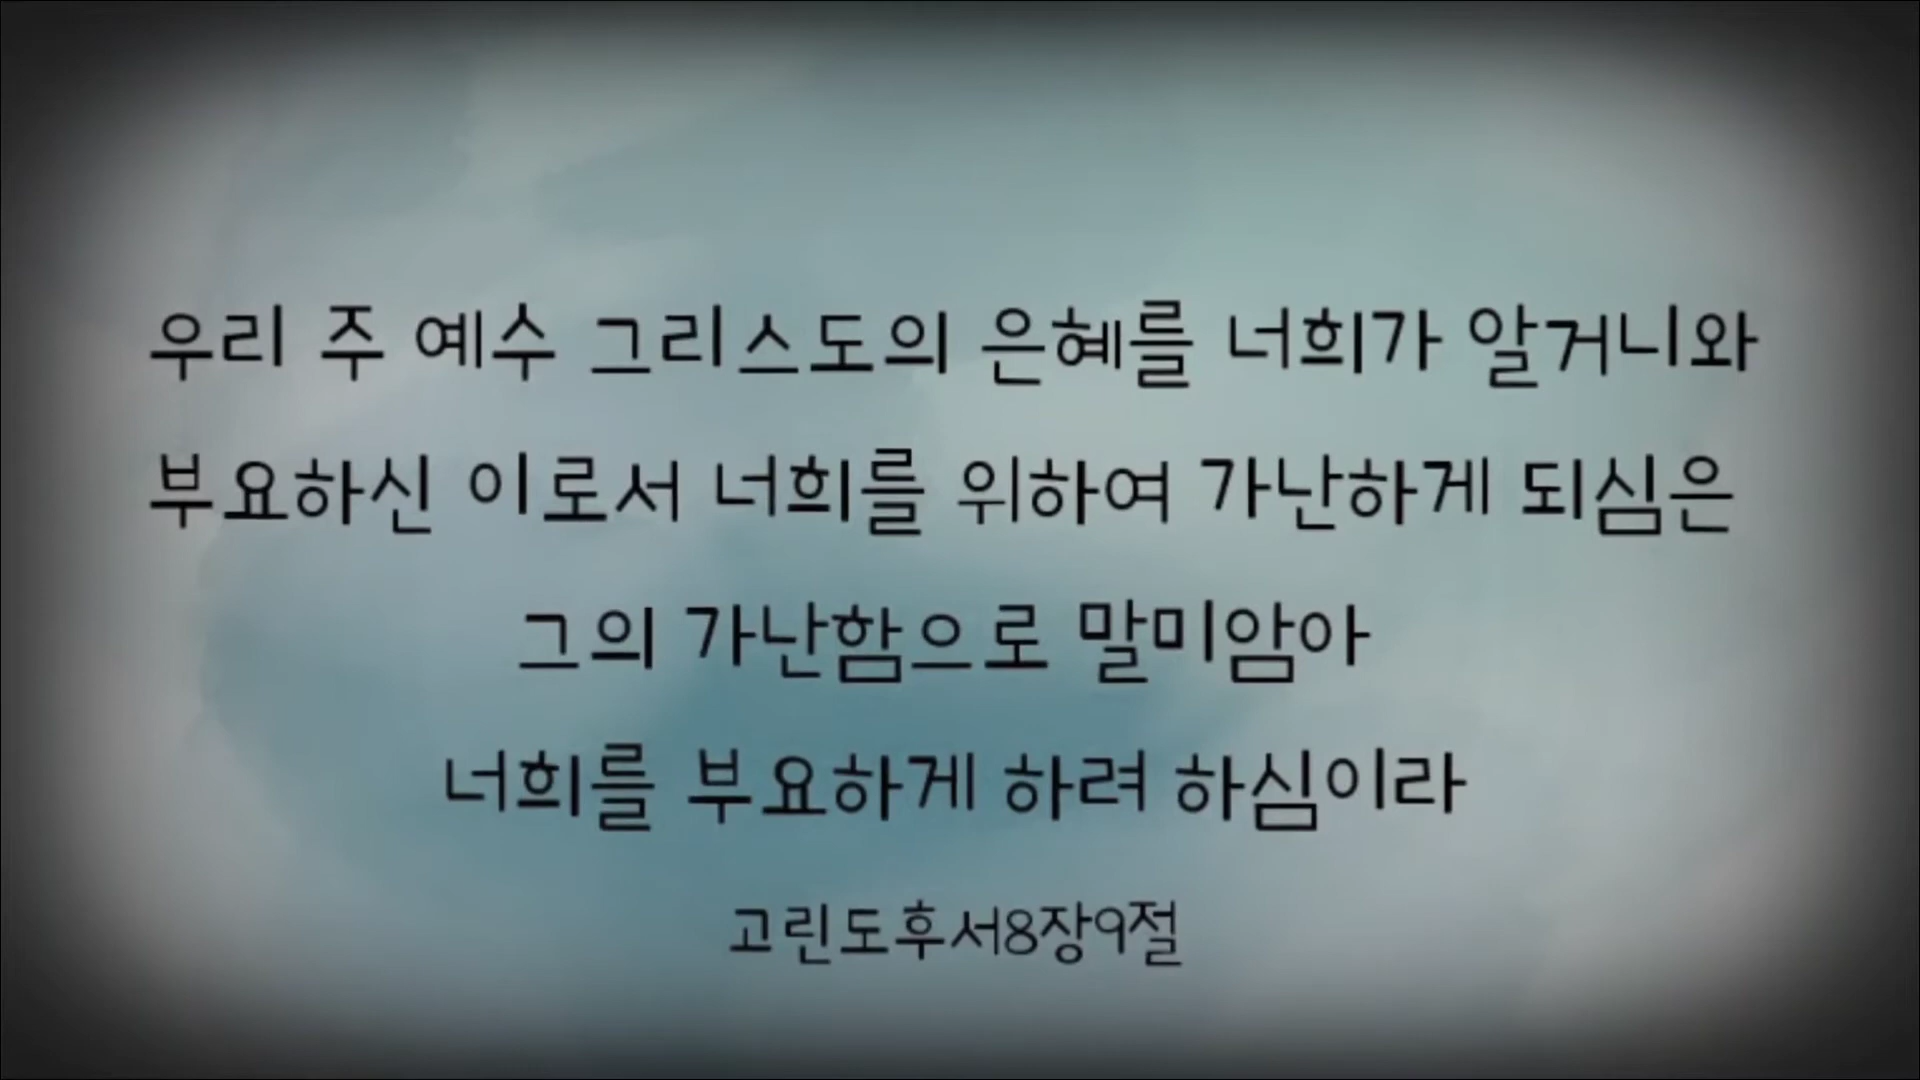 우리 주 예수 그리스도의 은혜를 너희가 알거니와
부요하신 이로서 너희를 위하여 가난하게 되심은
그의 가난함으로 말미암아
너희를 부요하게 하려 하심이라
고린도후서8장9절